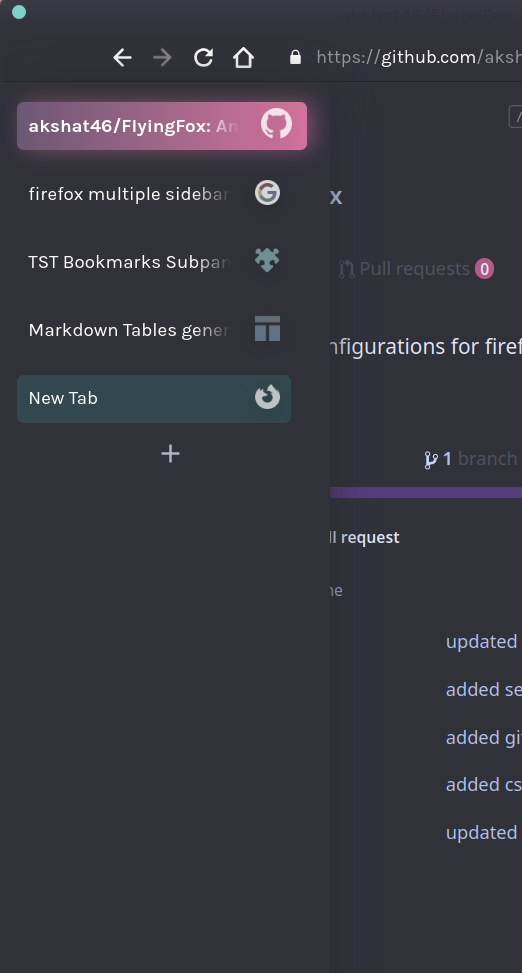 https://github.com/aksh
akshat46/FlyingFox: An
/
firefox multiple sidebar
x
TST Bookmarks Subpan
Pull requests 0
Markdown Tables gener
nfigurations for firef
New Tab
1 branch
ll request
ne
updated
added se
added gi
added cs
updated